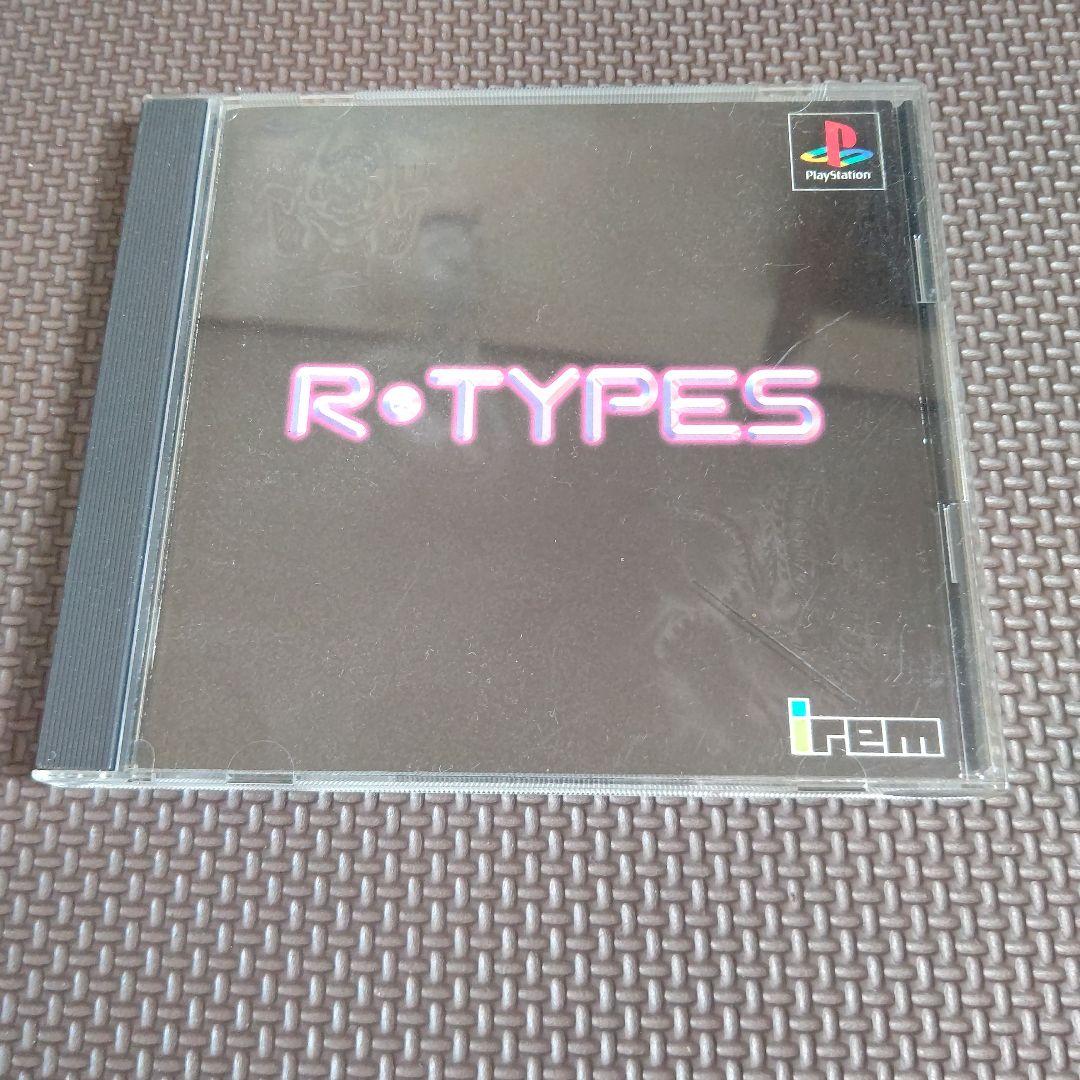 PlayStation
R•TYPES
irem